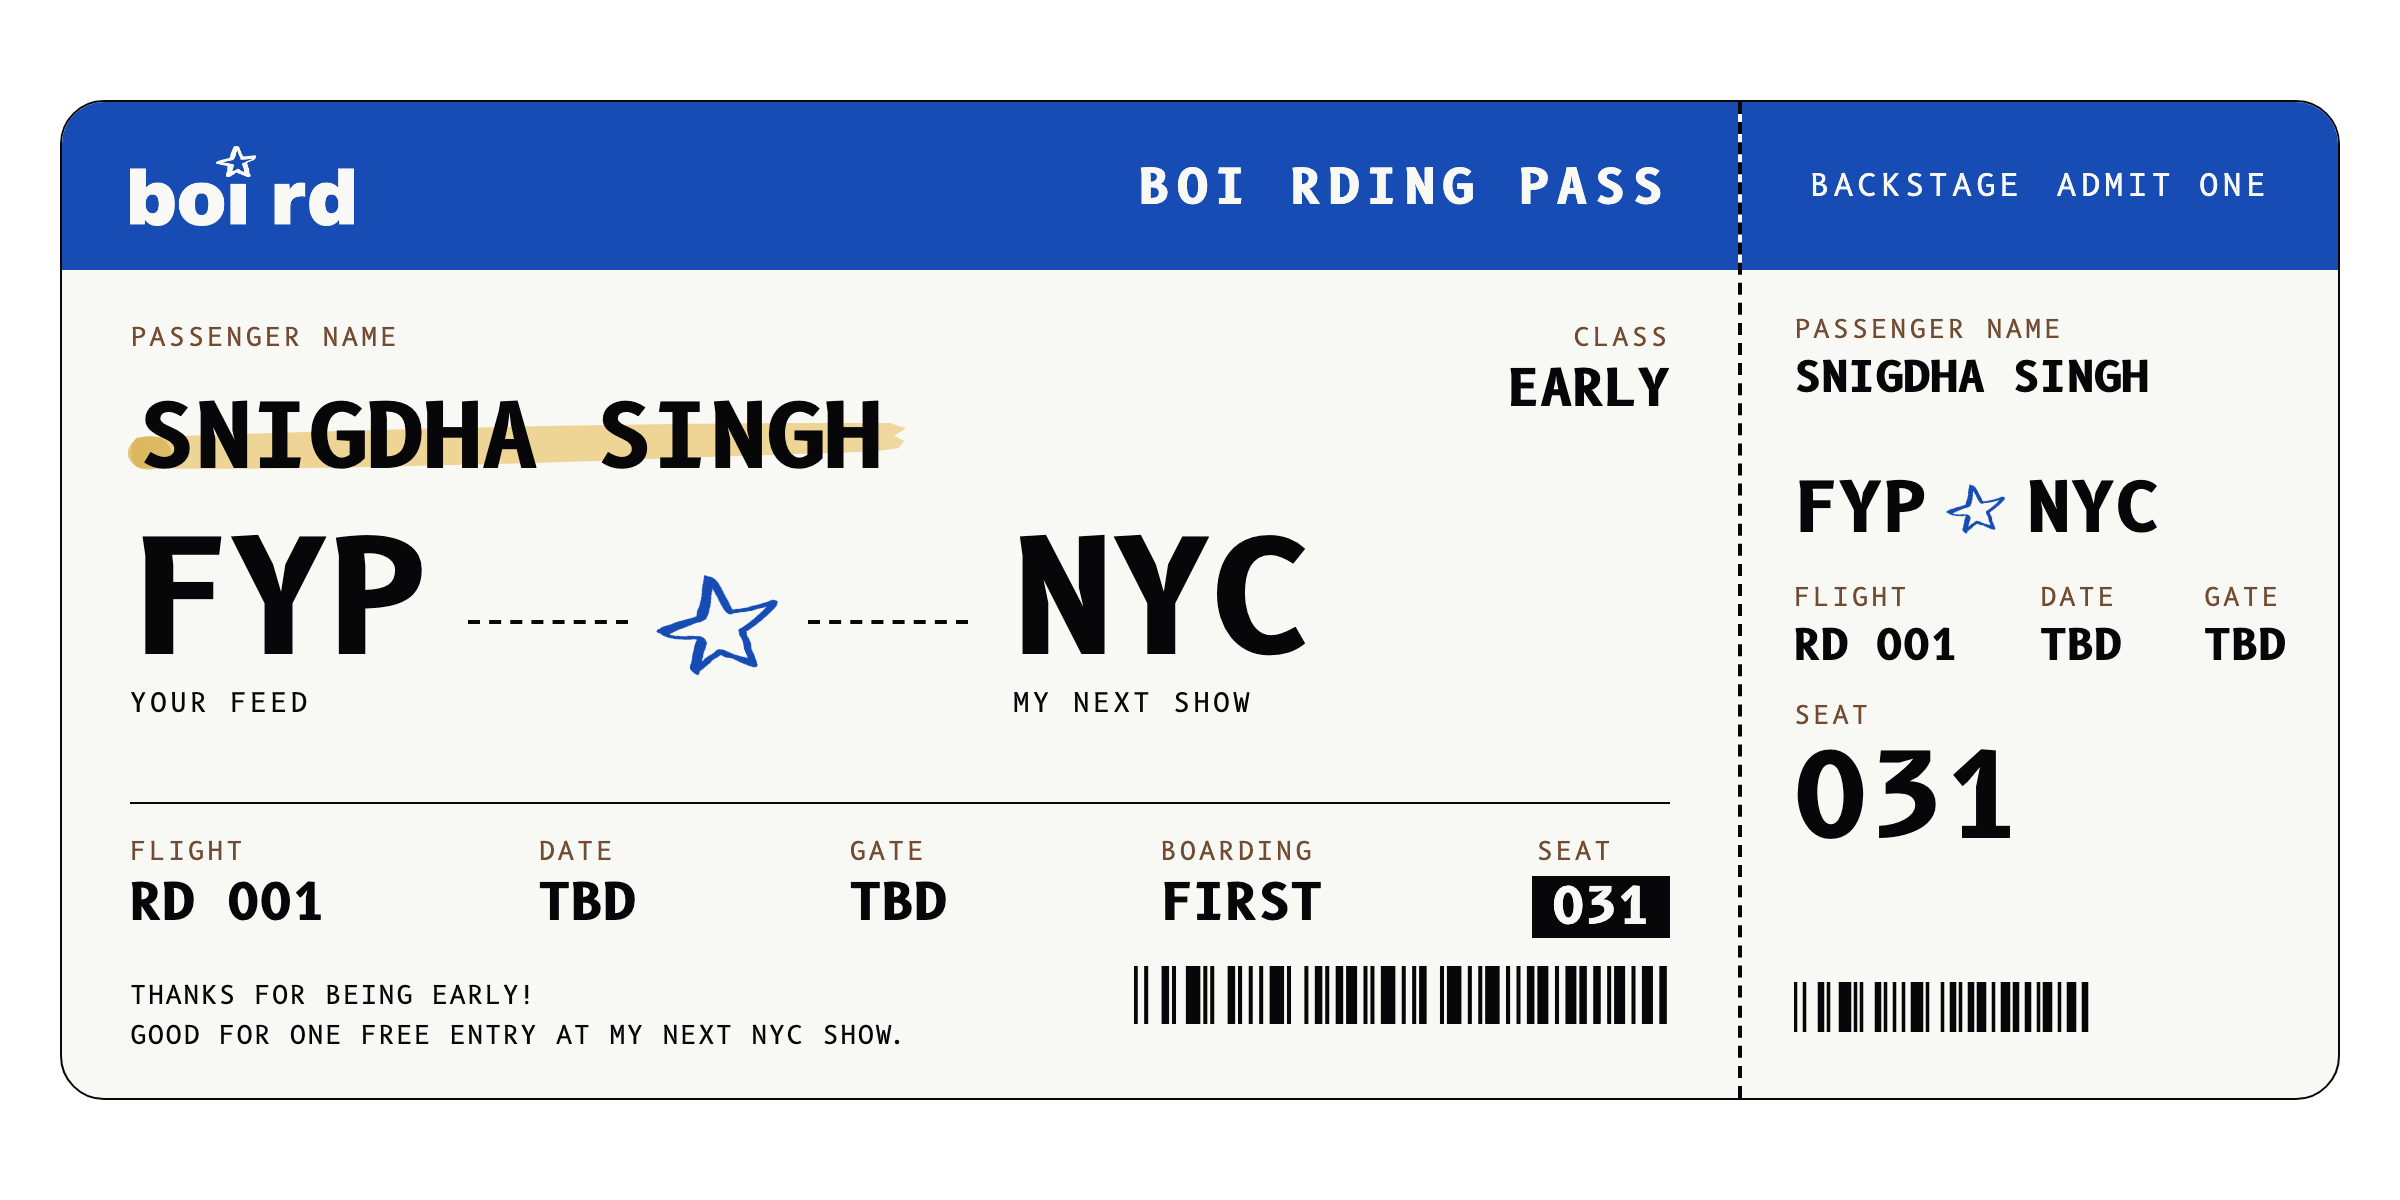 boi rd
BOI RDING PASS
PASSENGER NAME
CLASS
SNIGDHA SINGH
EARLY
FYP
NYC
YOUR FEED
MY NEXT SHOW
FLIGHT
DATE
GATE
BOARDING
SEAT
RD 001
TBD
TBD
FIRST
031
THANKS FOR BEING EARLY!
GOOD FOR ONE FREE ENTRY AT MY NEXT NYC SHOW.
BACKSTAGE ADMIT ONE
PASSENGER NAME
SNIGDHA SINGH
FYP NYC
FLIGHT
DATE
GATE
RD 001
TBD
TBD
SEAT
031